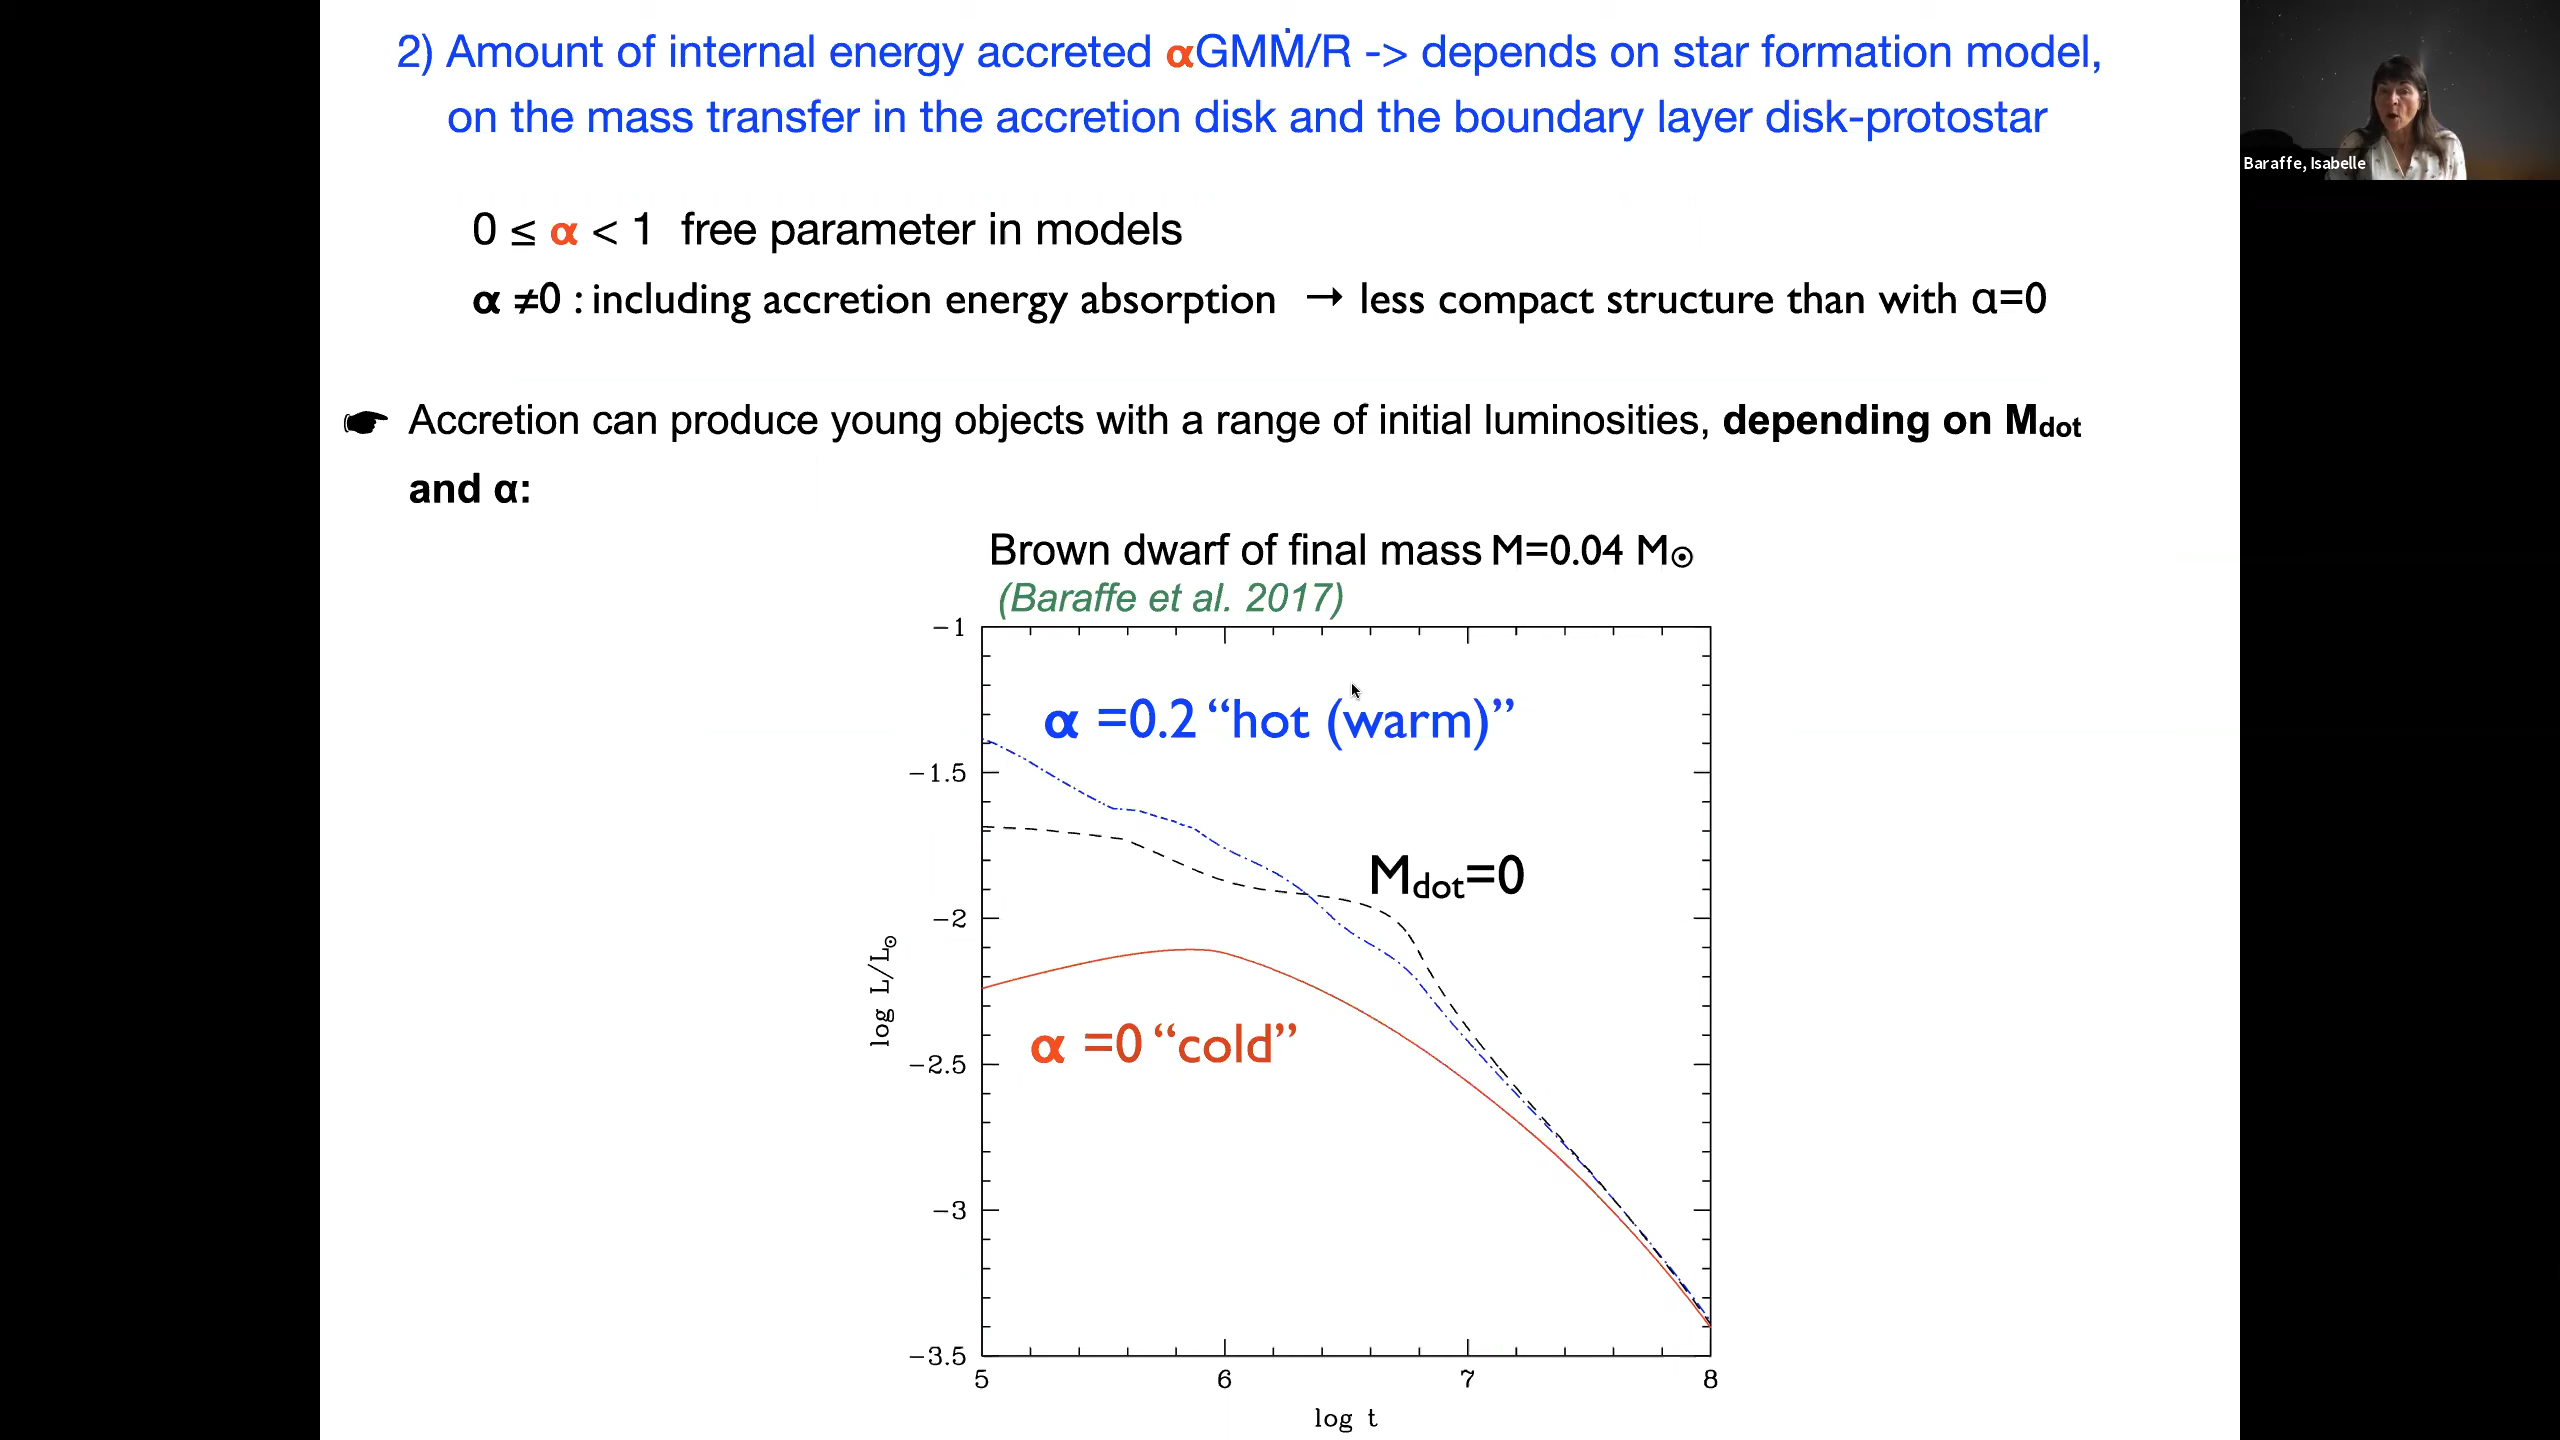 2) Amount of internal energy accreted αGMṀ/R -> depends on star formation model,
on the mass transfer in the accretion disk and the boundary layer disk-protostar
Baraffe, Isabelle
0 ≤ α < 1 free parameter in models
α ≠0 : including accretion energy absorption → less compact structure than with α=0
☛ Accretion can produce young objects with a range of initial luminosities, depending on Mdot
and α:
Brown dwarf of final mass M=0.04 M⊙
(Baraffe et al. 2017)
−1
α =0.2 “hot (warm)”
−1.5
Mdot=0
−2
log L/L⊙
α =0 “cold”
−2.5
−3
−3.5
5 6 7 8
log t